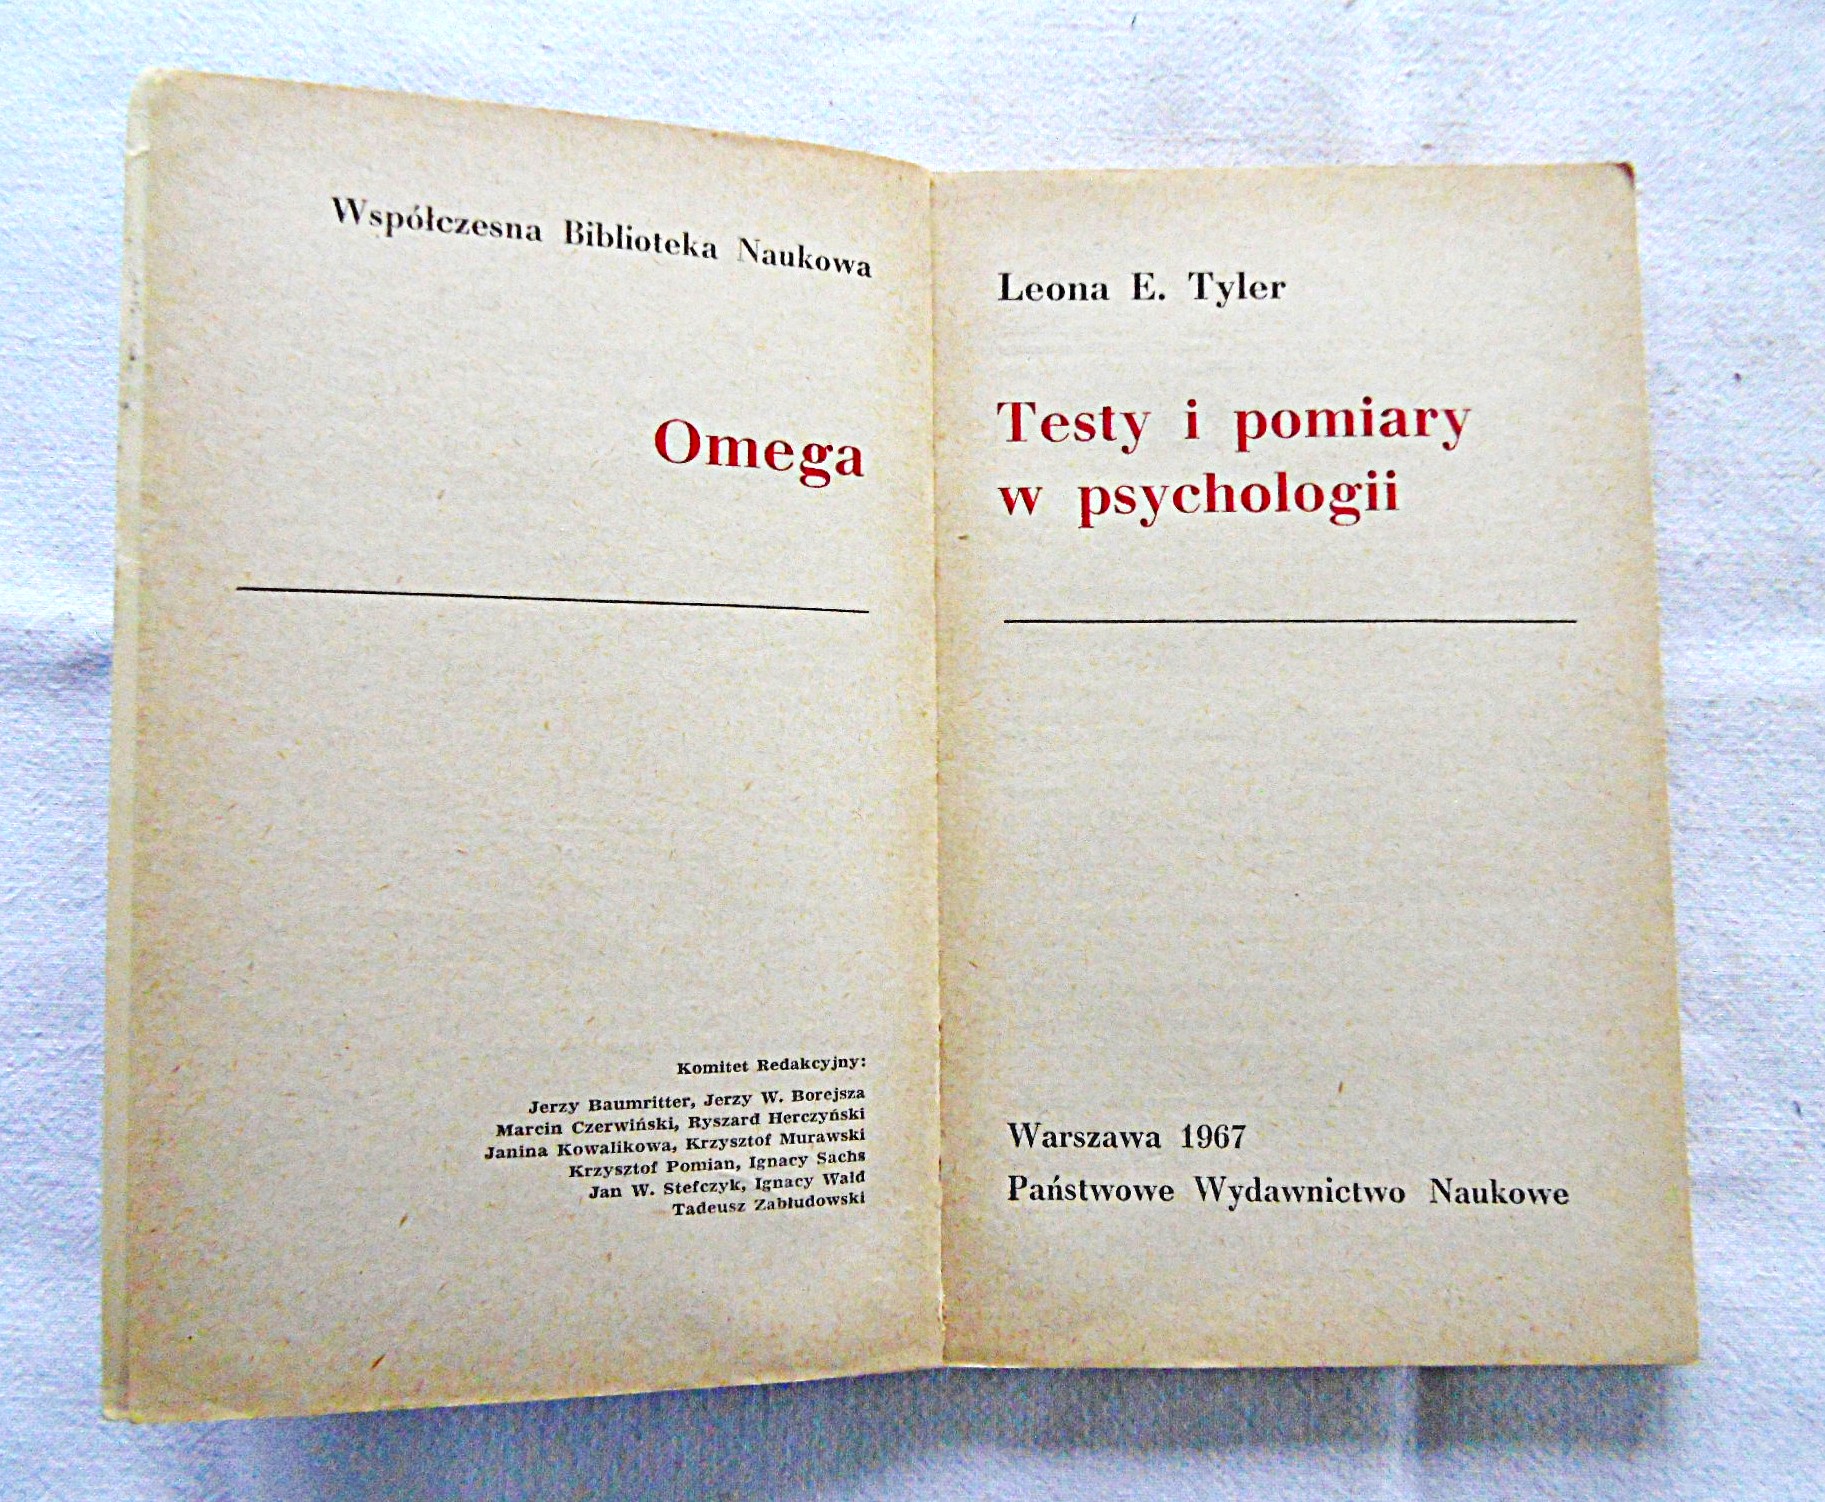 Współczesna Biblioteka Naukowa
Omega
Komitet Redakcyjny:
Jerzy Baumritter, Jerzy W. Borejsza
Marcin Czerwiński, Ryszard Herczyński
Janina Kowalikowa, Krzysztof Murawski
Krzysztof Pomian, Ignacy Sachs
Jan W. Stefczyk, Ignacy Wald
Tadeusz Zabłudowski
Leona E. Tyler
Testy i pomiary
w psychologii
Warszawa 1967
Państwowe Wydawnictwo Naukowe